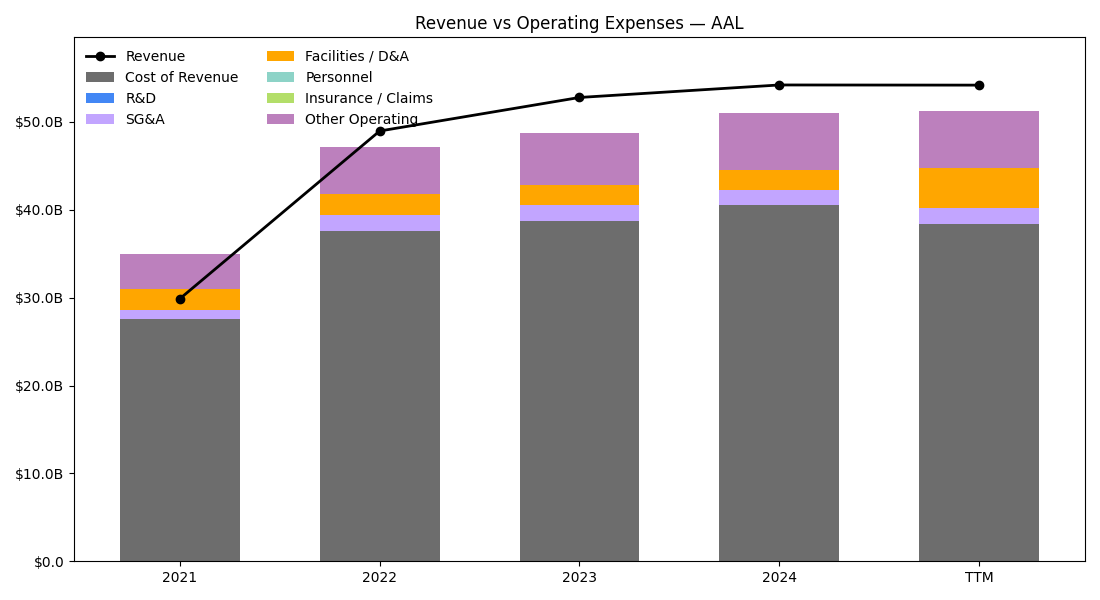 Revenue vs Operating Expenses — AAL
Revenue
Cost of Revenue
R&D
SG&A
Facilities / D&A
Personnel
Insurance / Claims
Other Operating
$50.0B
$40.0B
$30.0B
$20.0B
$10.0B
$0.0
2021
2022
2023
2024
TTM